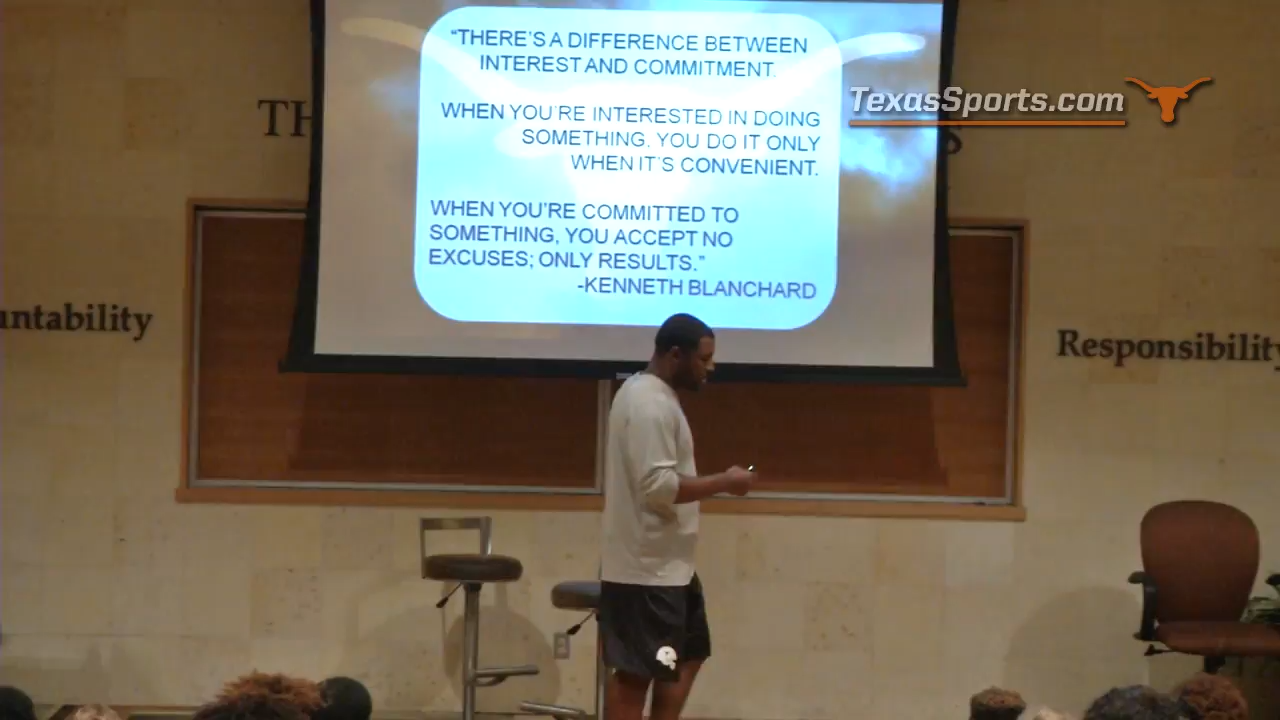 “THERE’S A DIFFERENCE BETWEEN
INTEREST AND COMMITMENT.
WHEN YOU’RE INTERESTED IN DOING
SOMETHING, YOU DO IT ONLY
WHEN IT’S CONVENIENT.
WHEN YOU’RE COMMITTED TO
SOMETHING, YOU ACCEPT NO
EXCUSES; ONLY RESULTS.”
-KENNETH BLANCHARD
TexasSports.com
TH
s
untability
Responsibility